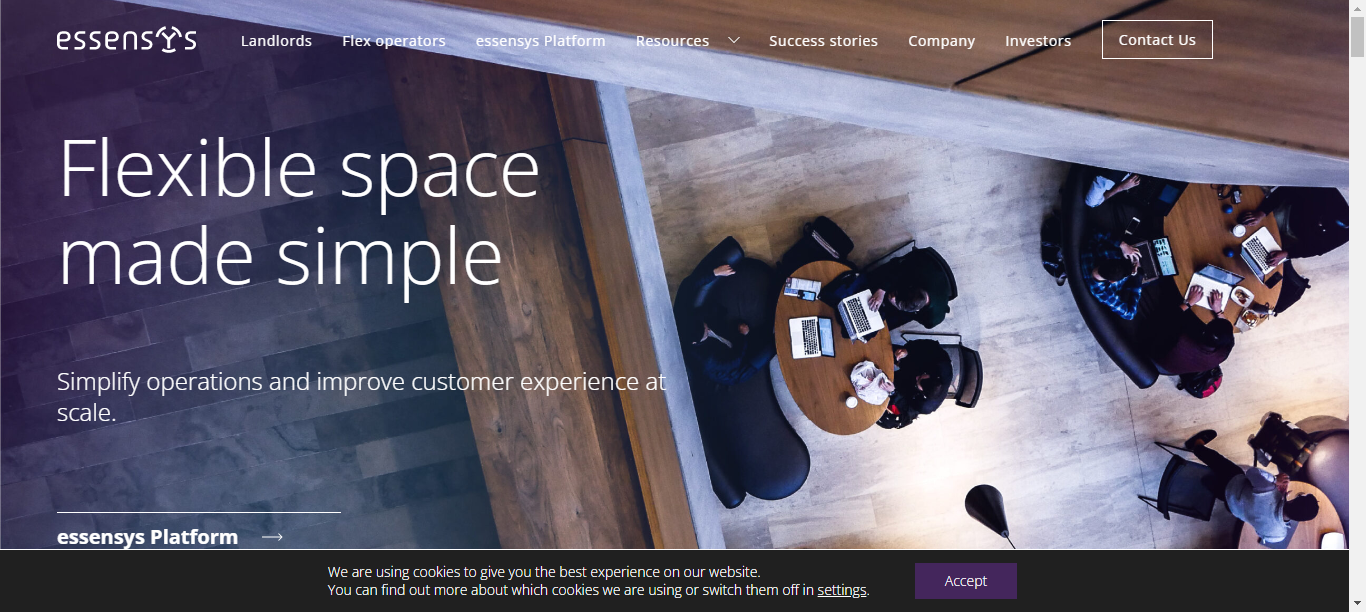 essensys
Landlords
Flex operators
essensys Platform
Resources
Success stories
Company
Investors
Contact Us
Flexible space
made simple
Simplify operations and improve customer experience at
scale.
essensys Platform
We are using cookies to give you the best experience on our website.
You can find out more about which cookies we are using or switch them off in settings.
Accept